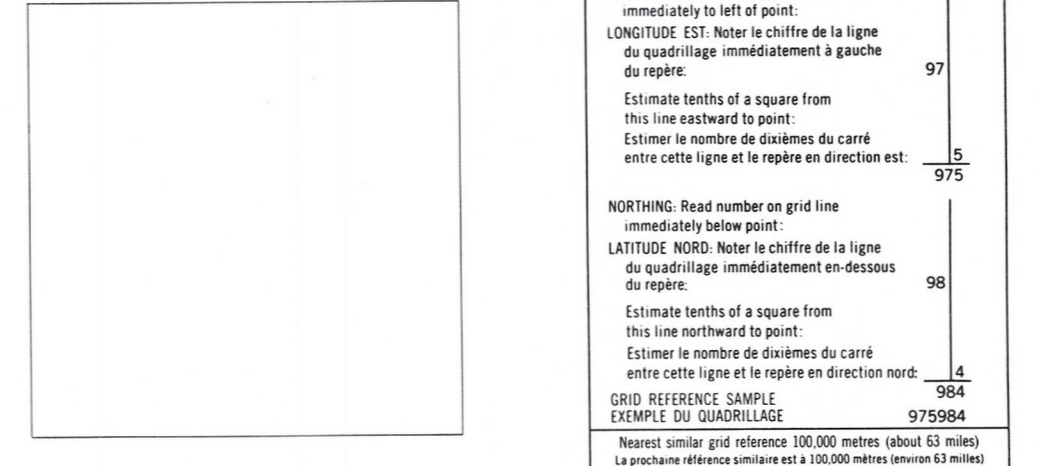 immediately to left of point:
LONGITUDE EST: Noter le chiffre de la ligne
du quadrillage immédiatement à gauche
du repère: 97
Estimate tenths of a square from
this line eastward to point:
Estimer le nombre de dixièmes du carré
entre cette ligne et le repère en direction est: 5
975
NORTHING: Read number on grid line
immediately below point:
LATITUDE NORD: Noter le chiffre de la ligne
du quadrillage immédiatement en-dessous
du repère: 98
Estimate tenths of a square from
this line northward to point:
Estimer le nombre de dixièmes du carré
entre cette ligne et le repère en direction nord: 4
984
GRID REFERENCE SAMPLE
EXEMPLE DU QUADRILLAGE 975984
Nearest similar grid reference 100,000 metres (about 63 miles)
La prochaine référence similaire est à 100,000 mètres (environ 63 milles)